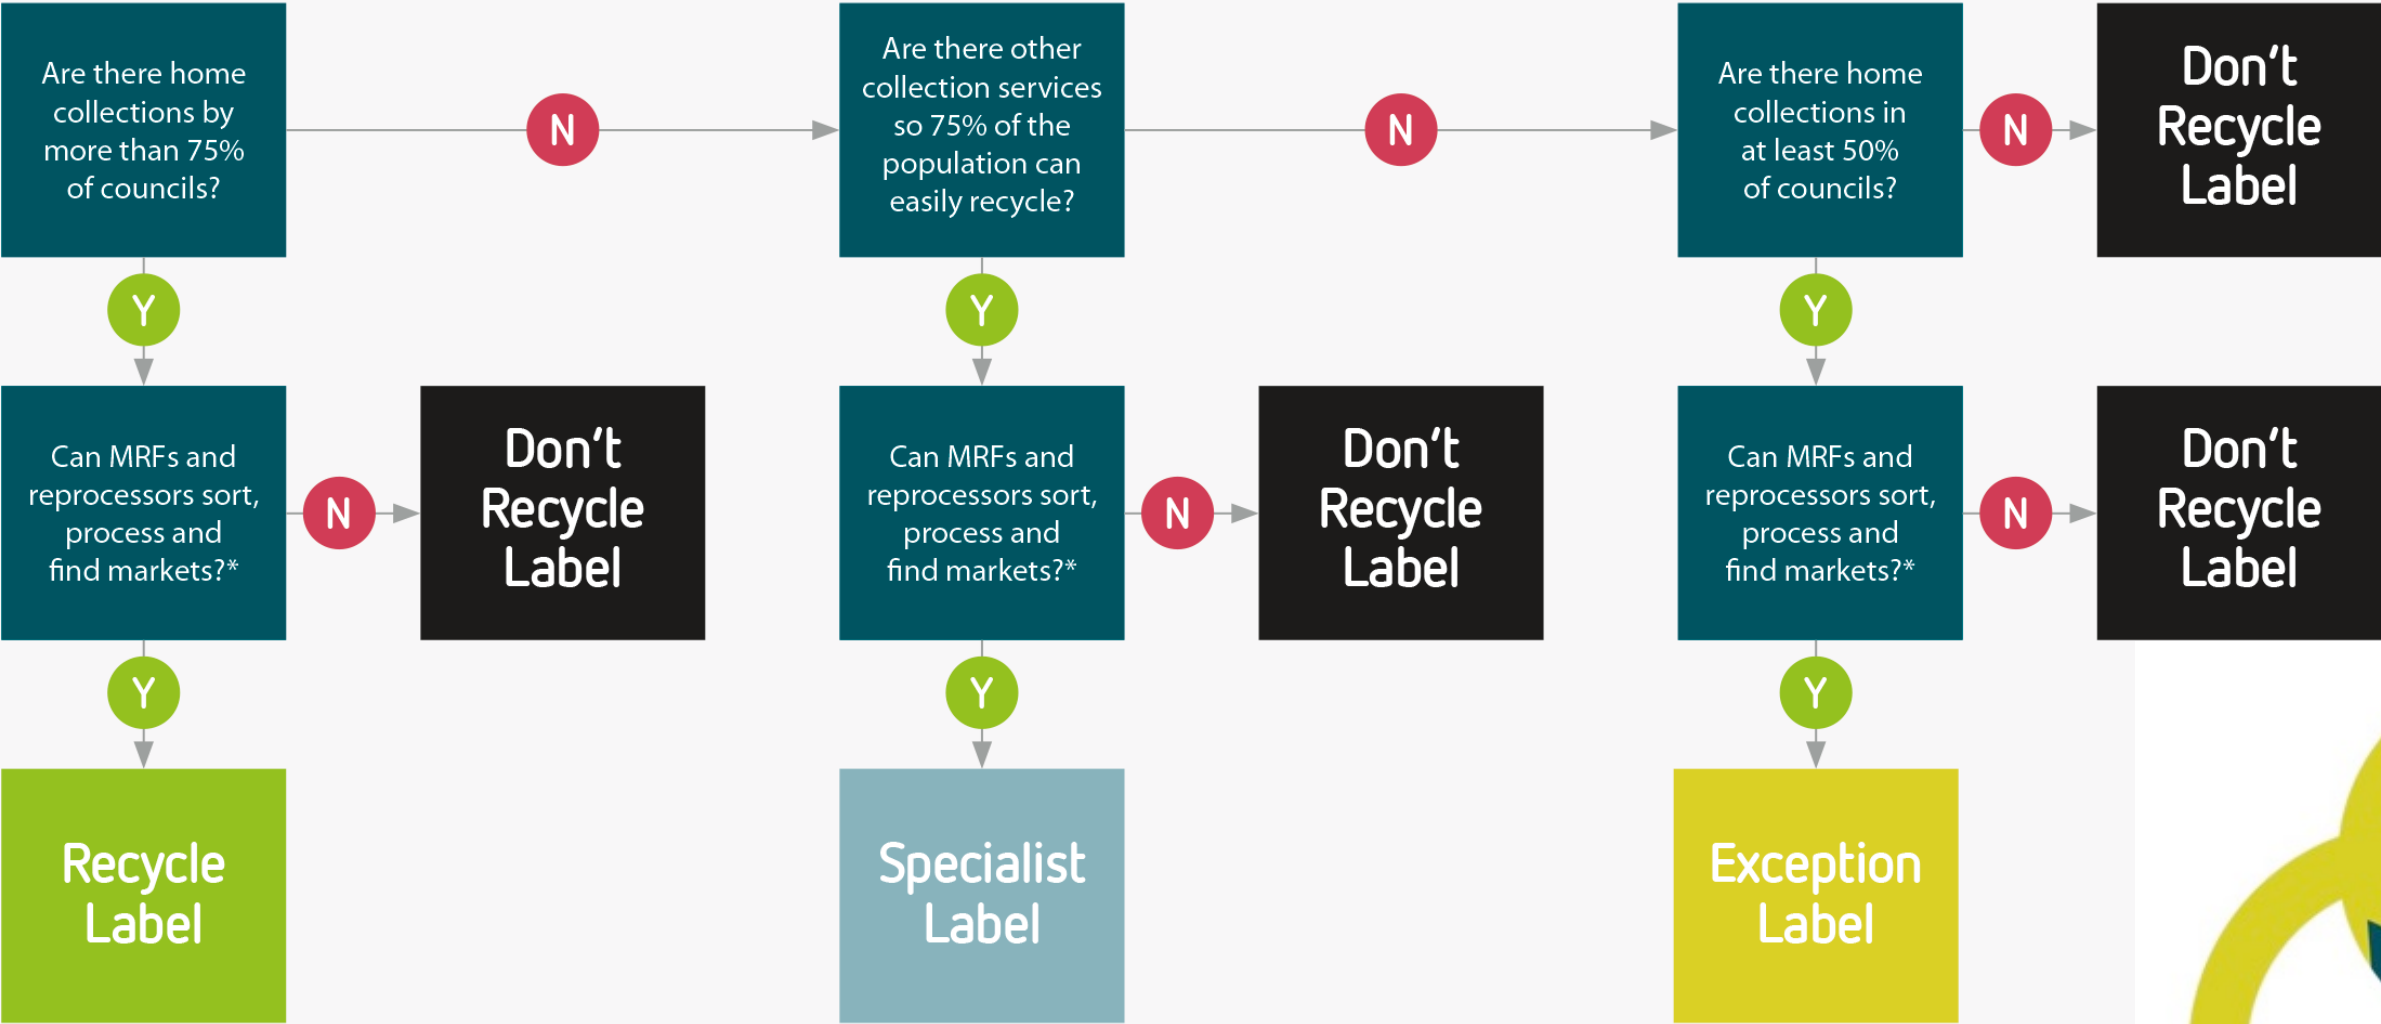 Are there home
collections by
more than 75%
of councils?
N
Are there other
collection services
so 75% of the
population can
easily recycle?
N
Are there home
collections in
at least 50%
of councils?
N
Don't
Recycle
Label
Y
Y
Y
Can MRFs and
reprocessors sort,
process and
find markets?*
N
Don't
Recycle
Label
Can MRFs and
reprocessors sort,
process and
find markets?*
N
Don't
Recycle
Label
Can MRFs and
reprocessors sort,
process and
find markets?*
N
Don't
Recycle
Label
Y
Y
Y
Recycle
Label
Specialist
Label
Exception
Label